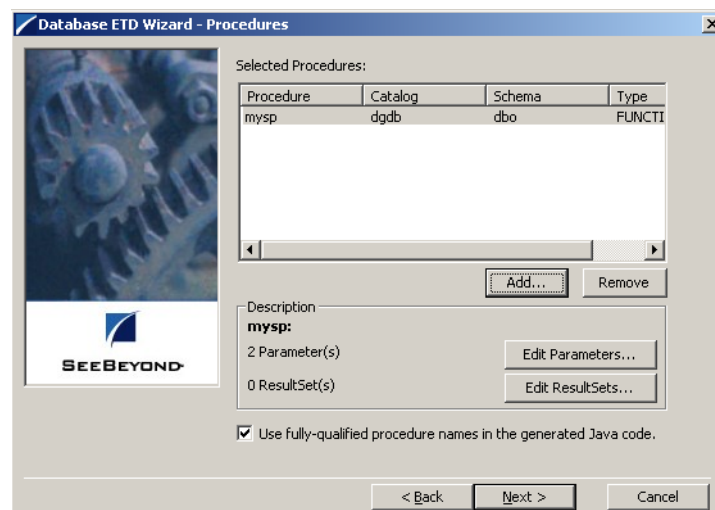 Database ETD Wizard - Procedures
Selected Procedures:
Procedure Catalog Schema Type
mysp dgdb dbo FUNCTI
Add... Remove
Description
mysp:
2 Parameter(s) Edit Parameters...
0 ResultSet(s) Edit ResultSets...
SEEBEYOND
Use fully-qualified procedure names in the generated Java code.
< Back Next > Cancel